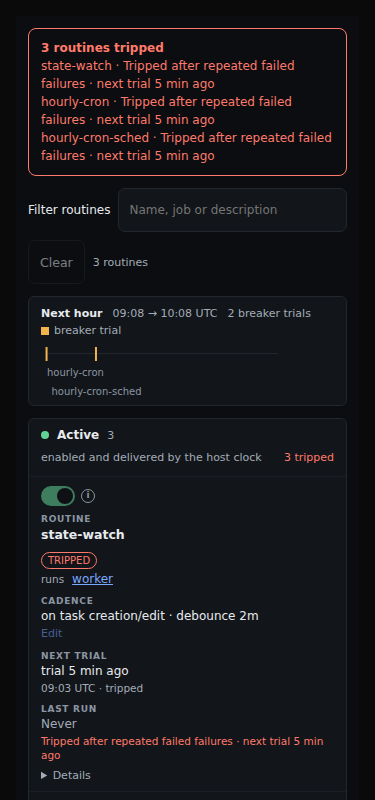 3 routines tripped
state-watch · Tripped after repeated failed
failures · next trial 5 min ago
hourly-cron · Tripped after repeated failed
failures · next trial 5 min ago
hourly-cron-sched · Tripped after repeated failed
failures · next trial 5 min ago
Filter routines
Name, job or description
Clear
3 routines
Next hour 09:08 → 10:08 UTC 2 breaker trials
breaker trial
hourly-cron
hourly-cron-sched
Active 3
enabled and delivered by the host clock 3 tripped
i
ROUTINE
state-watch
TRIPPED
runs worker
CADENCE
on task creation/edit · debounce 2m
Edit
NEXT TRIAL
trial 5 min ago
09:03 UTC · tripped
LAST RUN
Never
Tripped after repeated failed failures · next trial 5 min
ago
Details